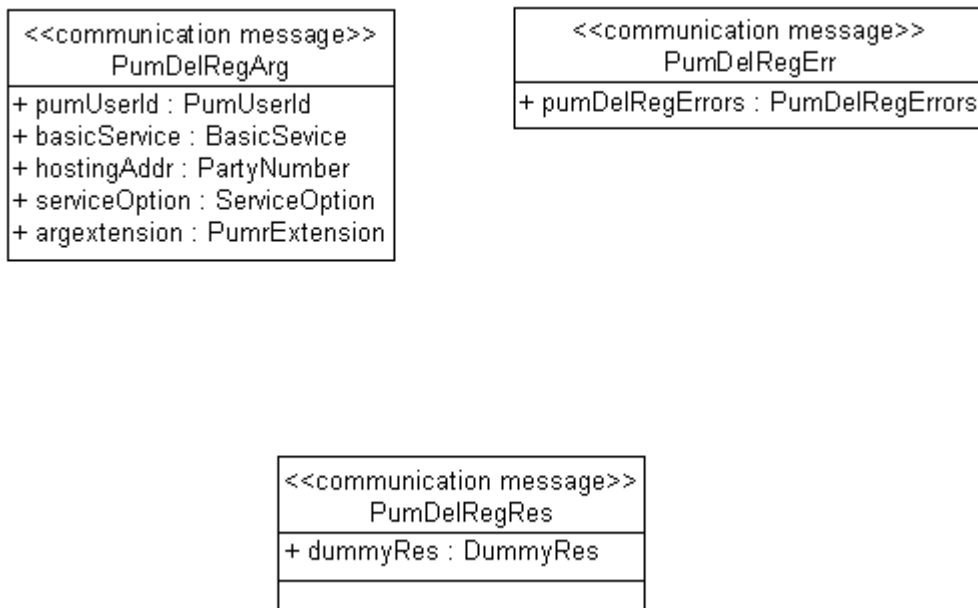 <<communication message>>
PumDelRegArg
+ pumUserId : PumUserId
+ basicService : BasicSevice
+ hostingAddr : PartyNumber
+ serviceOption : ServiceOption
+ argextension : PumrExtension
<<communication message>>
PumDelRegErr
+ pumDelRegErrors : PumDelRegErrors
<<communication message>>
PumDelRegRes
+ dummyRes : DummyRes